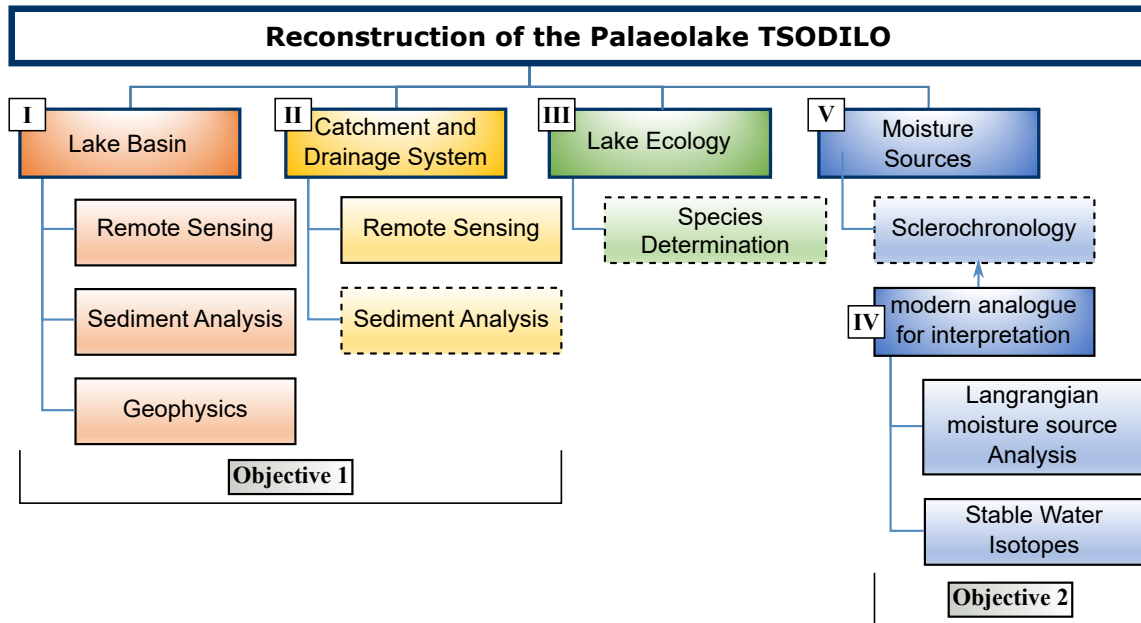 Reconstruction of the Palaeolake TSODILO
I
Lake Basin
Remote Sensing
Sediment Analysis
Geophysics
II
Catchment and
Drainage System
Remote Sensing
Sediment Analysis
Objective 1
III
Lake Ecology
Species
Determination
V
Moisture
Sources
Sclerochronology
IV
modern analogue
for interpretation
Langrangian
moisture source
Analysis
Stable Water
Isotopes
Objective 2